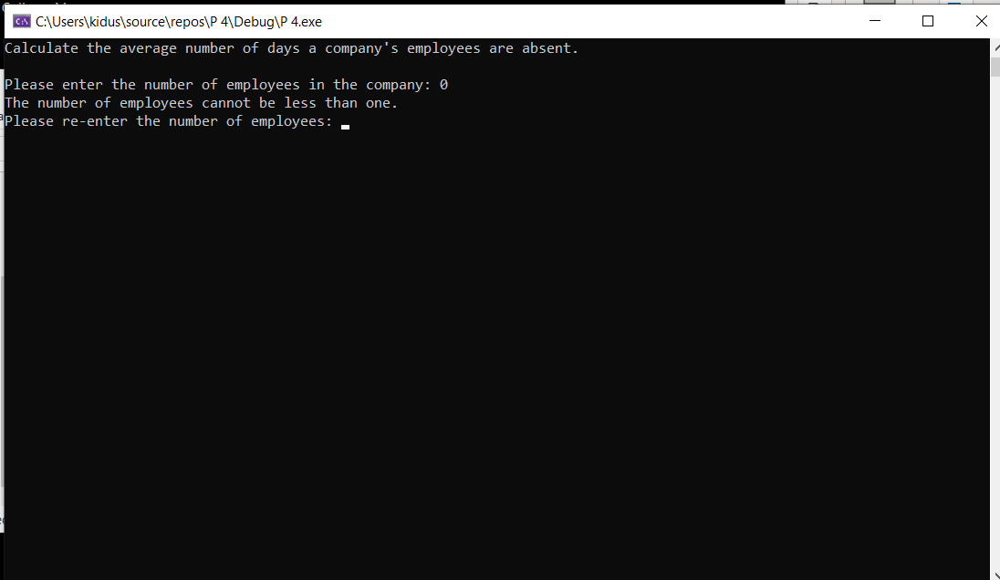 C:\Users\kidus\source\repos\P 4\Debug\P 4.exe
Calculate the average number of days a company's employees are absent.
Please enter the number of employees in the company: 0
The number of employees cannot be less than one.
Please re-enter the number of employees: